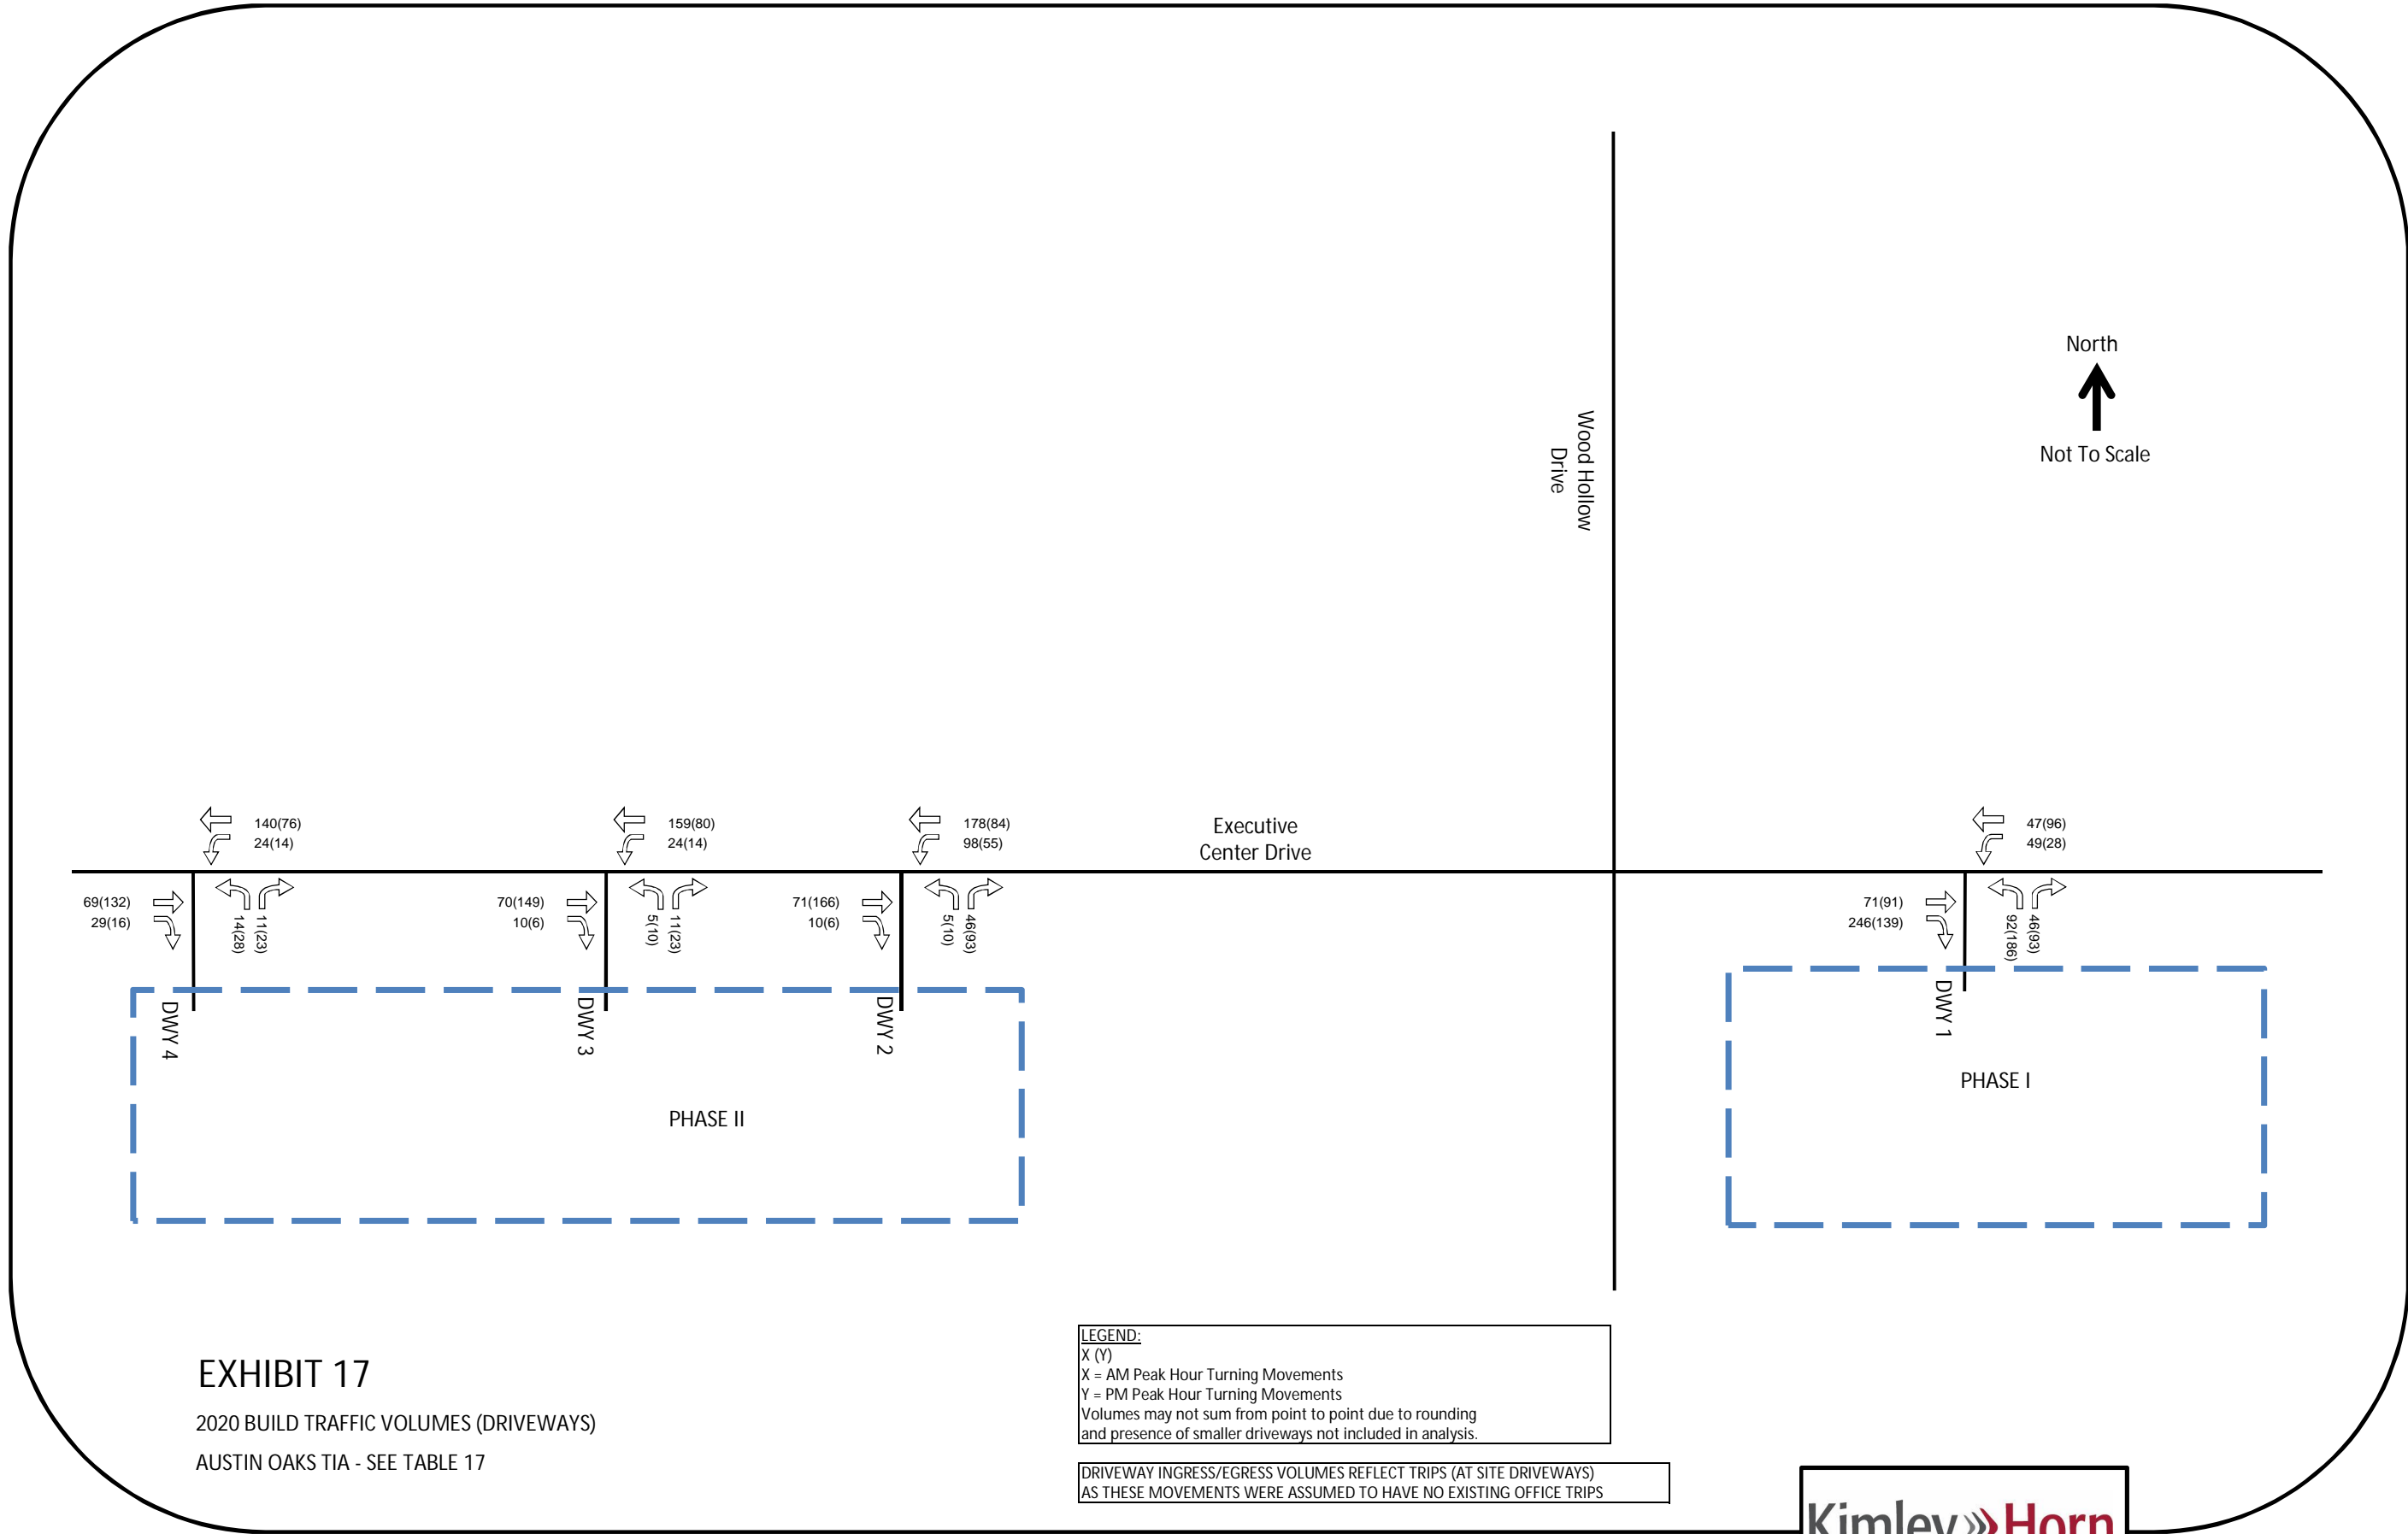 North
Not To Scale
Wood Hollow
Drive
Executive
Center Drive
140(76)
24(14)
159(80)
24(14)
178(84)
98(55)
47(96)
49(28)
69(132)
29(16)
14(28)
11(23)
70(149)
10(6)
5(10)
11(23)
71(166)
10(6)
5(10)
46(93)
71(91)
246(139)
92(186)
46(93)
DWY 4
DWY 3
DWY 2
DWY 1
PHASE II
PHASE I
EXHIBIT 17
2020 BUILD TRAFFIC VOLUMES (DRIVEWAYS)
AUSTIN OAKS TIA - SEE TABLE 17
LEGEND:
X (Y)
X = AM Peak Hour Turning Movements
Y = PM Peak Hour Turning Movements
Volumes may not sum from point to point due to rounding
and presence of smaller driveways not included in analysis.
DRIVEWAY INGRESS/EGRESS VOLUMES REFLECT TRIPS (AT SITE DRIVEWAYS)
AS THESE MOVEMENTS WERE ASSUMED TO HAVE NO EXISTING OFFICE TRIPS
Kimley»Horn